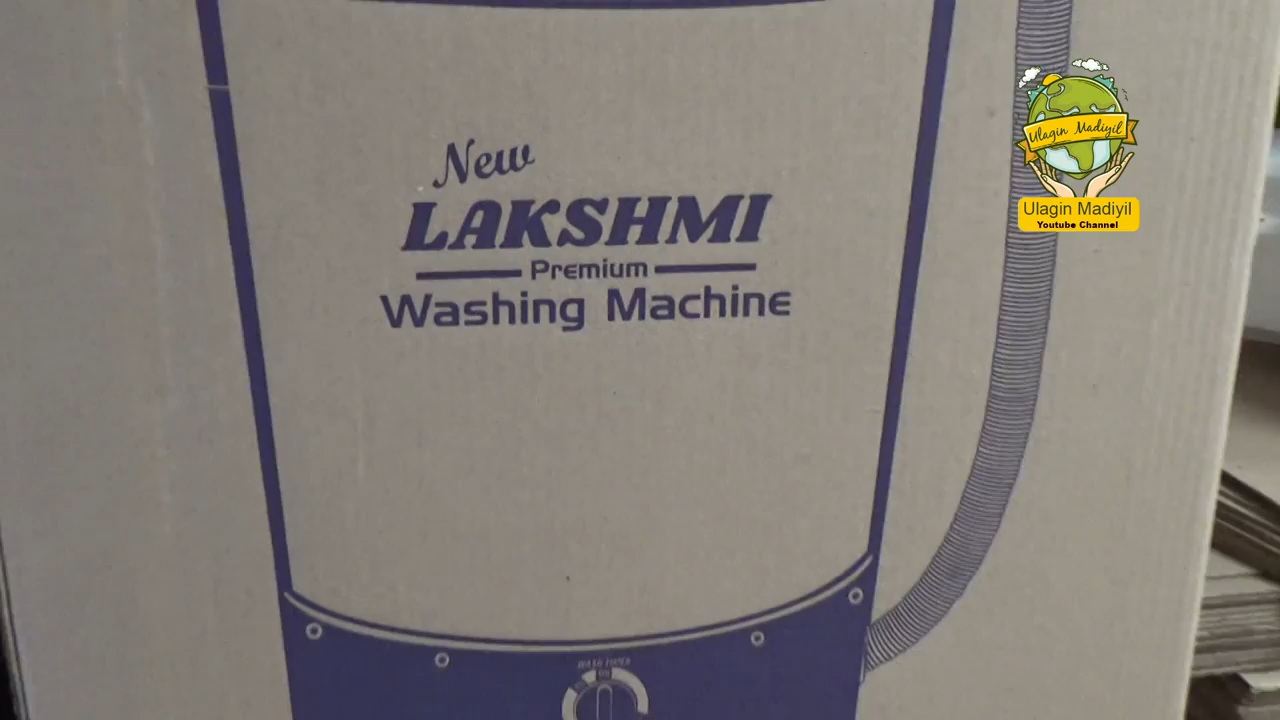 New
LAKSHMI
Premium
Washing Machine
Ulagin Madiyil
Ulagin Madiyil
Youtube Channel